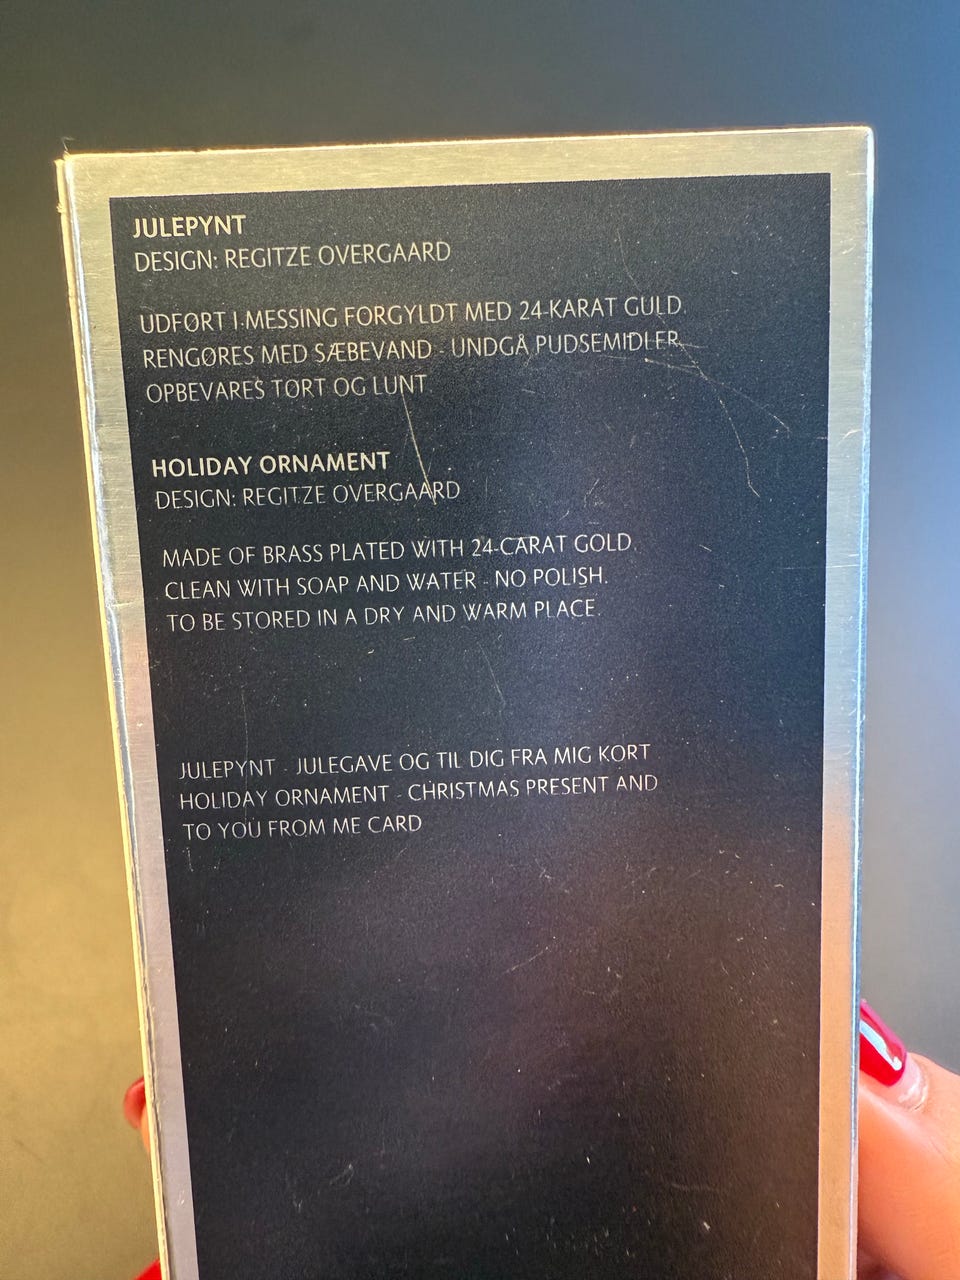 JULEPYNT
DESIGN: REGITZE OVERGAARD
UDFØRT I MESSING FORGYLDT MED 24-KARAT GULD.
RENGØRES MED SÆBEVAND - UNDGÅ PUDSEMIDLER.
OPBEVARES TØRT OG LUNT.
HOLIDAY ORNAMENT
DESIGN: REGITZE OVERGAARD
MADE OF BRASS PLATED WITH 24-CARAT GOLD.
CLEAN WITH SOAP AND WATER - NO POLISH.
TO BE STORED IN A DRY AND WARM PLACE.
JULEPYNT - JULEGAVE OG TIL DIG FRA MIG KORT
HOLIDAY ORNAMENT - CHRISTMAS PRESENT AND
TO YOU FROM ME CARD